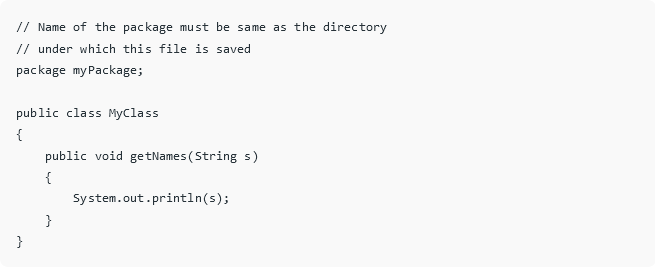 // Name of the package must be same as the directory
// under which this file is saved
package myPackage;

public class MyClass
{
    public void getNames(String s)
    {
        System.out.println(s);
    }
}